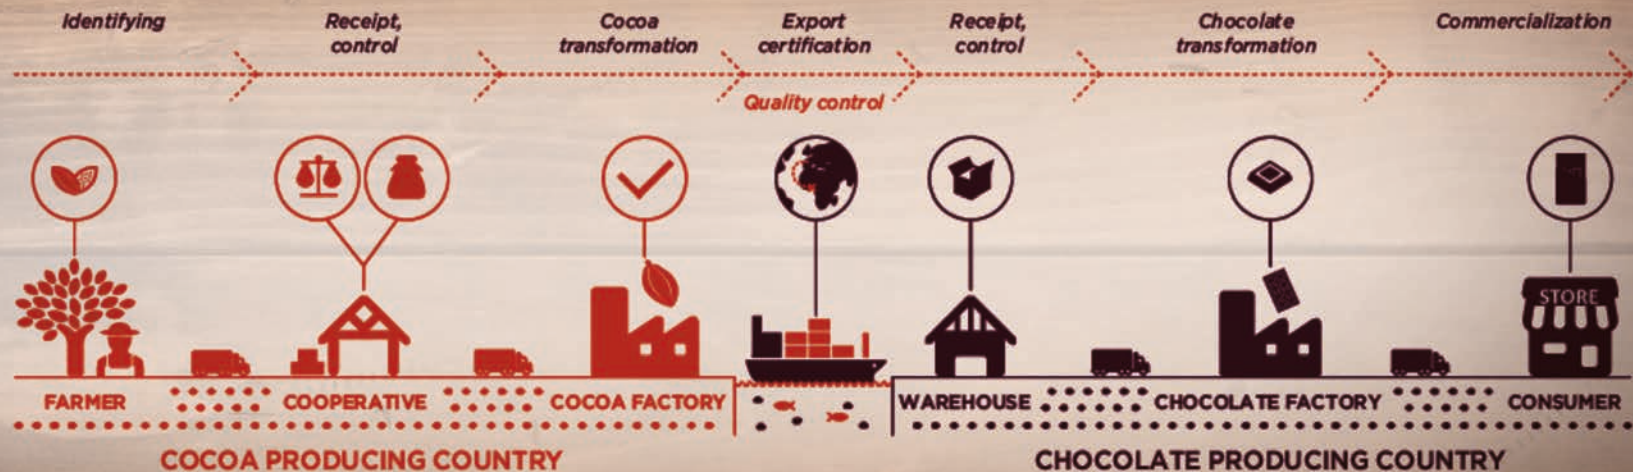 Identifying
Receipt,
control
Cocoa
transformation
Export
certification
Receipt,
control
Chocolate
transformation
Commercialization
Quality control
STORE
FARMER
COOPERATIVE
COCOA FACTORY
WAREHOUSE
CHOCOLATE FACTORY
CONSUMER
COCOA PRODUCING COUNTRY
CHOCOLATE PRODUCING COUNTRY